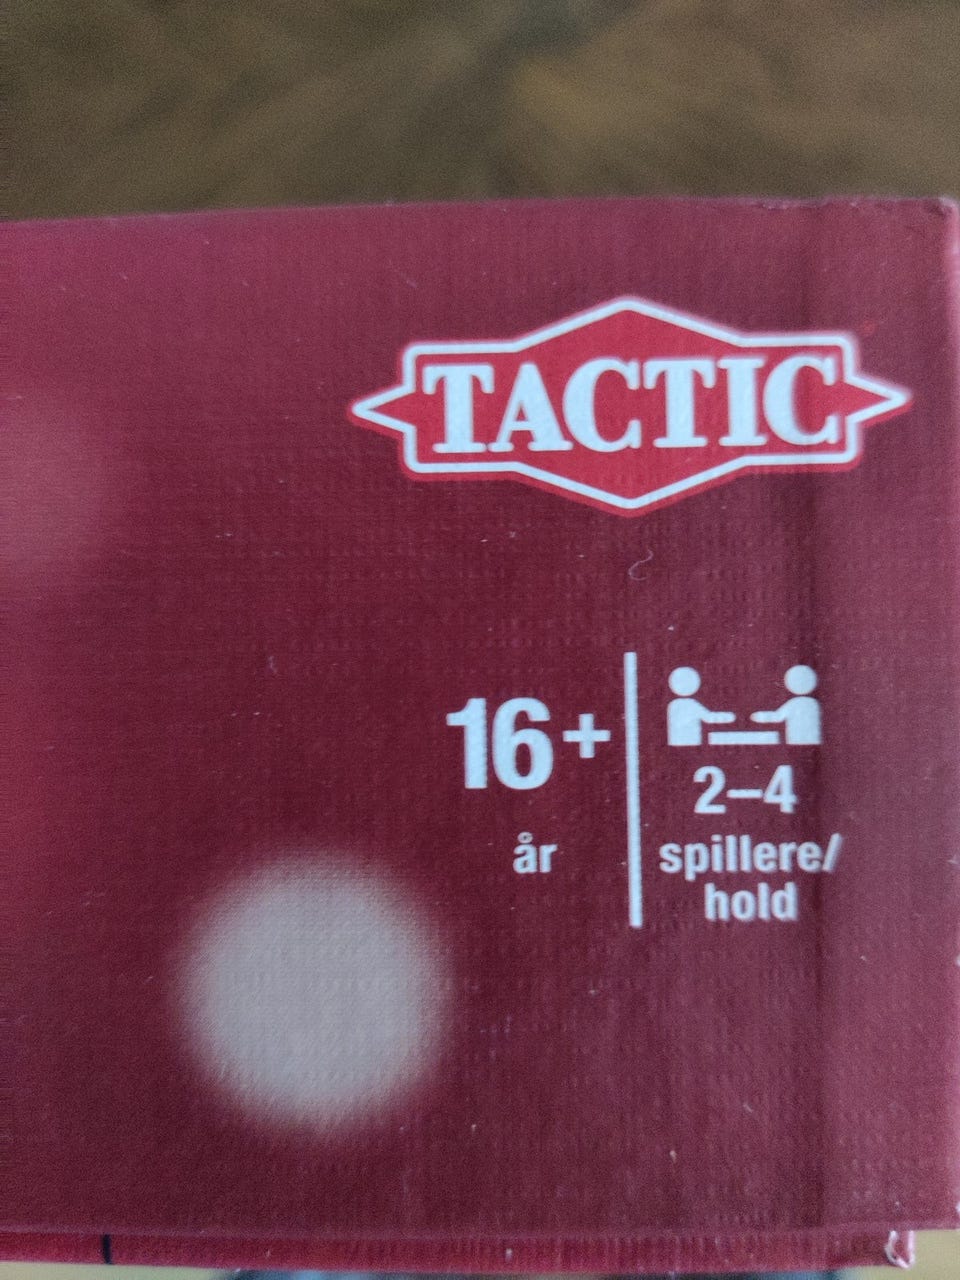 TACTIC
16+
år
2–4
spillere/
hold